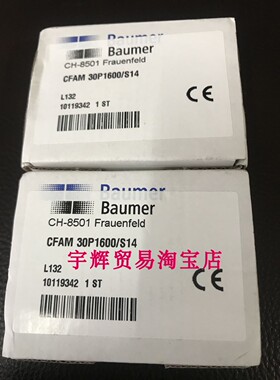 Baumer
CH-8501 Frauenfeld
CFAM 30P1600/S14
L132
10119342 1 ST
CE
Baumer
Baumer
CH-8501 Frauenfeld
宇辉贸易淘宝店
CFAM 30P1600/S14
L132
10119342 1 ST
CE